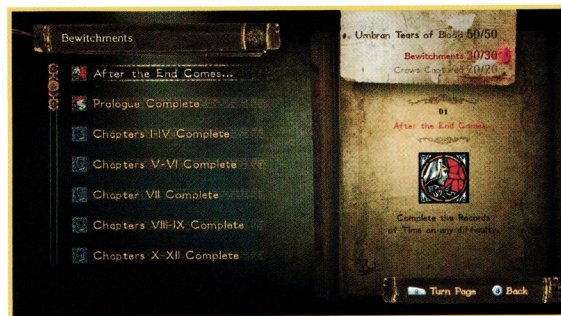 Bewitchments
After the End Comes...
Prologue Complete
Chapters I-IV Complete
Chapters V-VI Complete
Chapter VII Complete
Chapters VIII-IX Complete
Chapters X-XII Complete
Umbran Tears of Blood 50/50
Bewitchments 30/30
Crows Captured 20/20
01
After the End Comes...
Complete the Records
of Time on any difficulty.
Turn Page
Back